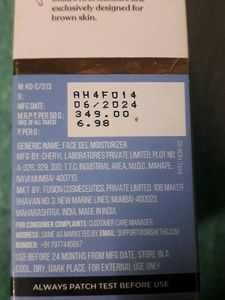 exclusively designed for
brown skin.
M: KD-C/313
B: AH4F014
MFG DATE: 06/2024
M.R.P ₹ PER 50 G: 349.00
(INCL OF ALL TAXES)
₹ PER G: 6.98
GENERIC NAME: FACE GEL MOISTURIZER
MFG BY: CHERYL LABORATORIES PRIVATE LIMITED. PLOT NO.
A-328, 329, 330, T.T.C. INDUSTRIAL AREA, M.I.D.C. MAHAPE
NAVI MUMBAI-400710.
MKT BY: FUSION COSMECEUTICS, PRIVATE LIMITED. 106 MAKER
BHAVAN NO 3, NEW MARINE LINES, MUMBAI-400020.
MAHARASHTRA, INDIA, MADE IN INDIA.
FOR CONSUMER COMPLAINTS: CUSTOMER CARE MANAGER
ADDRESS: SAME AS MARKETED BY EMAIL: SUPPORT@DRSHETHS.COM
NUMBER: +91 7977445667
USE BEFORE 24 MONTHS FROM MFG DATE, STORE IN A
COOL, DRY, DARK PLACE. FOR EXTERNAL USE ONLY.
ALWAYS PATCH TEST BEFORE USE